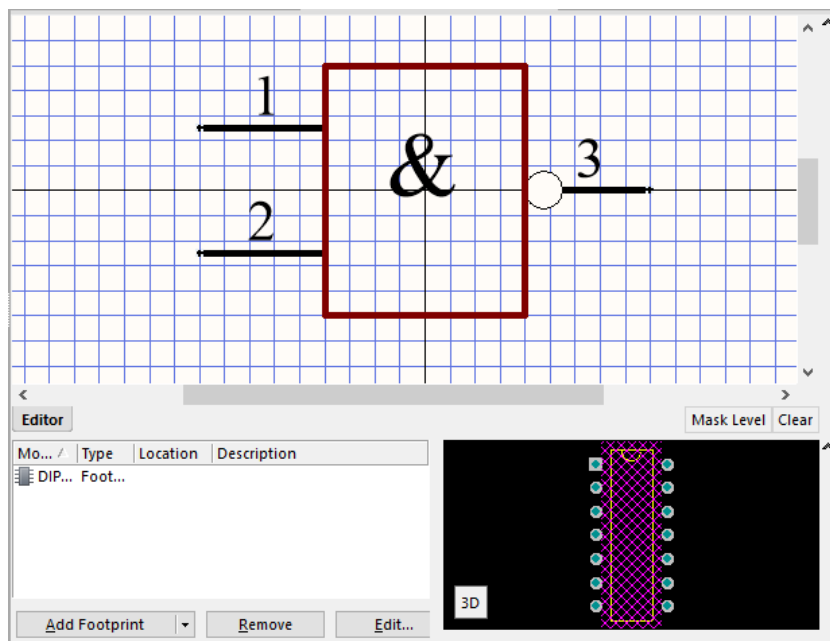 1
&
3
2
Editor
Mask Level Clear
Mo... Type Location Description
DIP... Foot...
3D
Add Footprint Remove Edit...